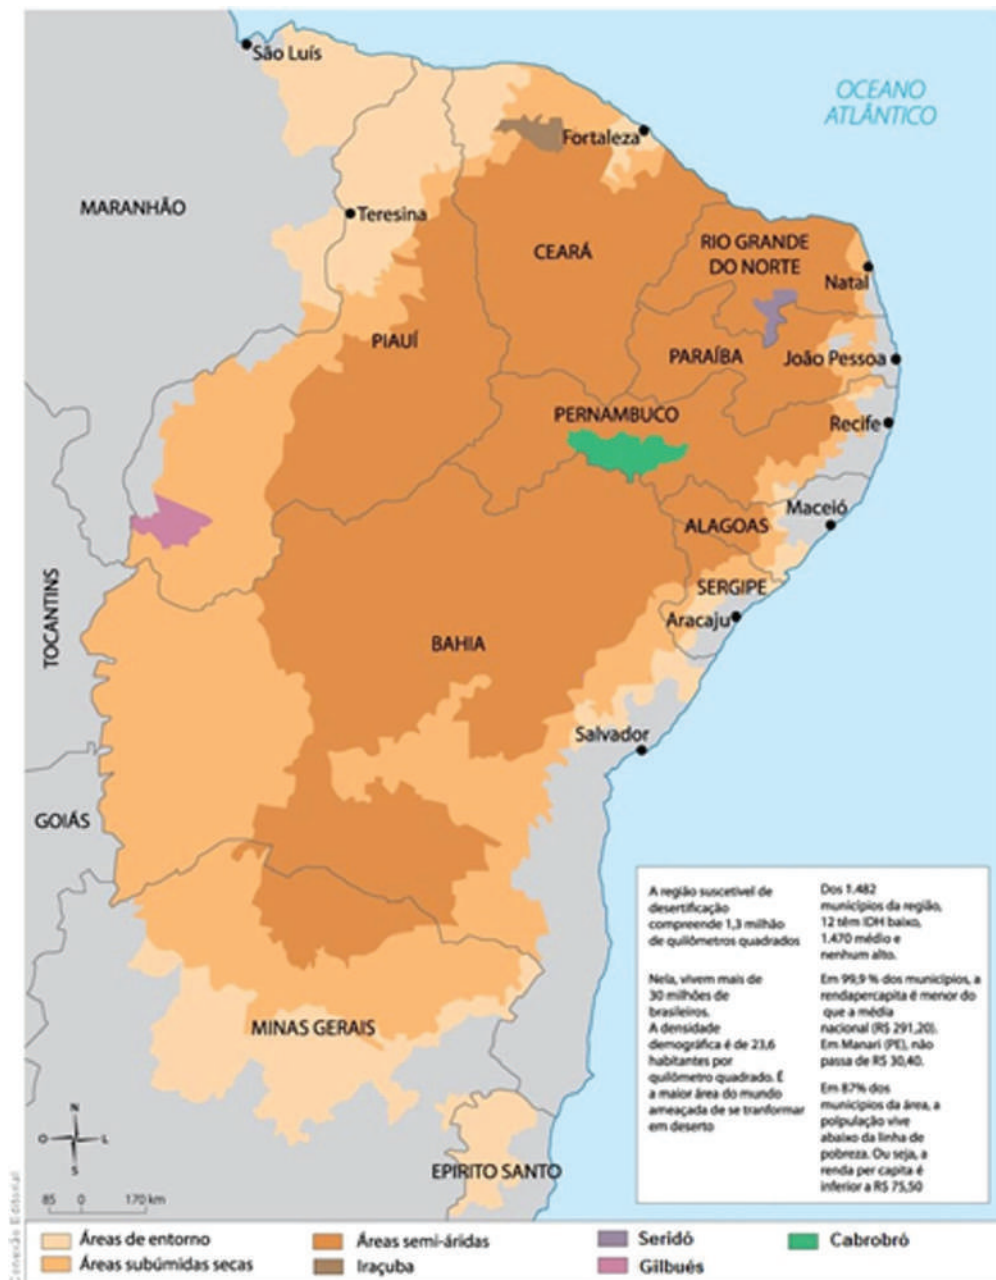 São Luís
OCEANO
ATLÂNTICO
Fortaleza
MARANHÃO
Teresina
CEARÁ
RIO GRANDE
DO NORTE
Natal
PIAUÍ
PARAÍBA
João Pessoa
PERNAMBUCO
Recife
Maceió
ALAGOAS
SERGIPE
Aracaju
TOCANTINS
BAHIA
Salvador
GOIÁS
A região suscetivel de
desertificação
compreende 1,3 milhão
de quilômetros quadrados
Nela, vivem mais de
30 milhões de
brasileiros.
A densidade
demográfica é de 23,6
habitantes por
quilômetro quadrado. É
a maior área do mundo
ameaçada de se tranformar
em deserto
Dos 1.482
municípios da região,
12 têm IDH baixo,
1.470 médio e
nenhum alto.
Em 99,9 % dos municípios, a
rendapercapita é menor do
que a média
nacional (R$ 291,20).
Em Manari (PE), não
passa de R$ 30,40.
Em 87% dos
municípios da área, a
polpulação vive
abaixo da linha de
pobreza. Ou seja, a
renda per capita é
inferior a R$ 75,50
MINAS GERAIS
EPIRITO SANTO
N
O
L
S
85 0 170 km
Conexão Editorial
Áreas de entorno
Áreas subúmidas secas
Áreas semi-áridas
Iraçuba
Seridó
Gilbués
Cabrobró